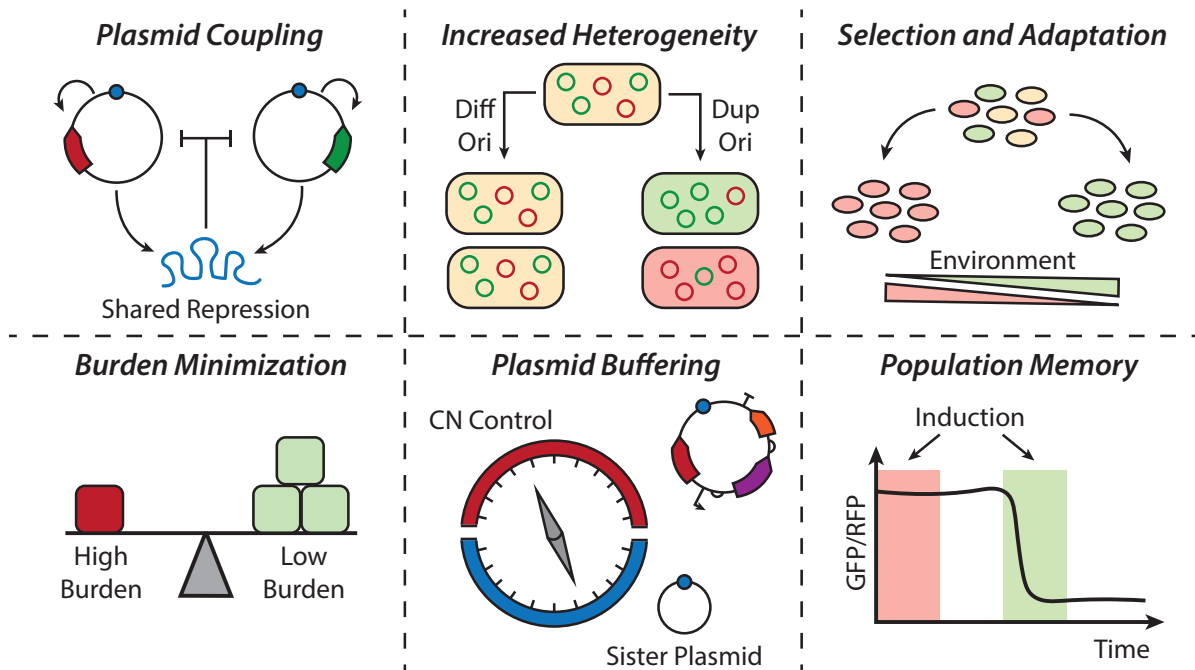 Plasmid Coupling
Shared Repression
Increased Heterogeneity
Diff
Ori
Dup
Ori
Selection and Adaptation
Environment
Burden Minimization
High
Burden
Low
Burden
Plasmid Buffering
CN Control
Sister Plasmid
Population Memory
Induction
GFP/RFP
Time